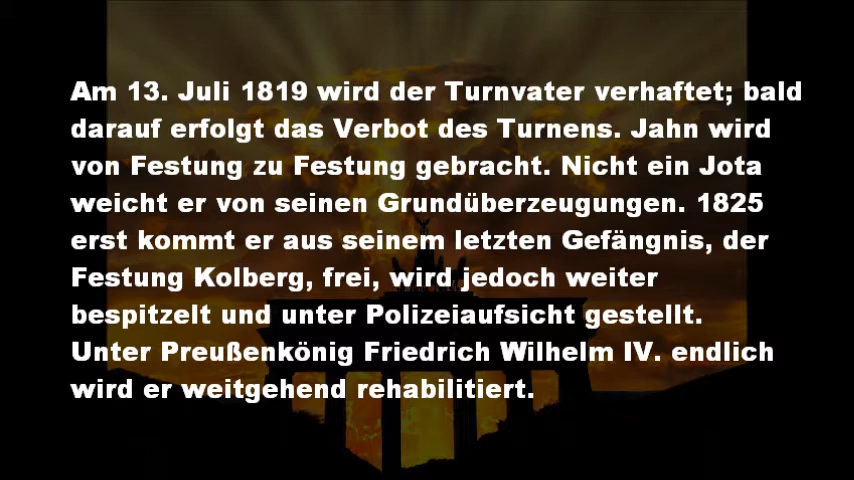 Am 13. Juli 1819 wird der Turnvater verhaftet; bald
darauf erfolgt das Verbot des Turnens. Jahn wird
von Festung zu Festung gebracht. Nicht ein Jota
weicht er von seinen Grundüberzeugungen. 1825
erst kommt er aus seinem letzten Gefängnis, der
Festung Kolberg, frei, wird jedoch weiter
bespitzelt und unter Polizeiaufsicht gestellt.
Unter Preußenkönig Friedrich Wilhelm IV. endlich
wird er weitgehend rehabilitiert.